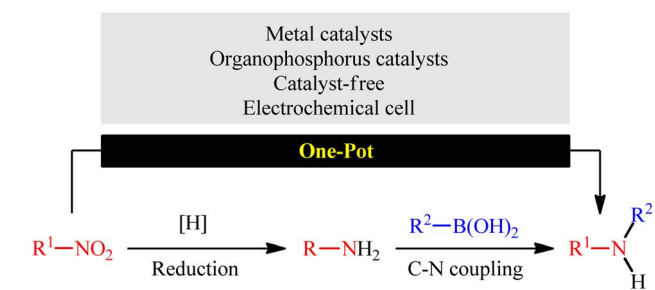 Metal catalysts
Organophosphorus catalysts
Catalyst-free
Electrochemical cell
One-Pot
R¹—NO₂
[H]
Reduction
R—NH₂
R²—B(OH)₂
C-N coupling
R¹—N
R²
H